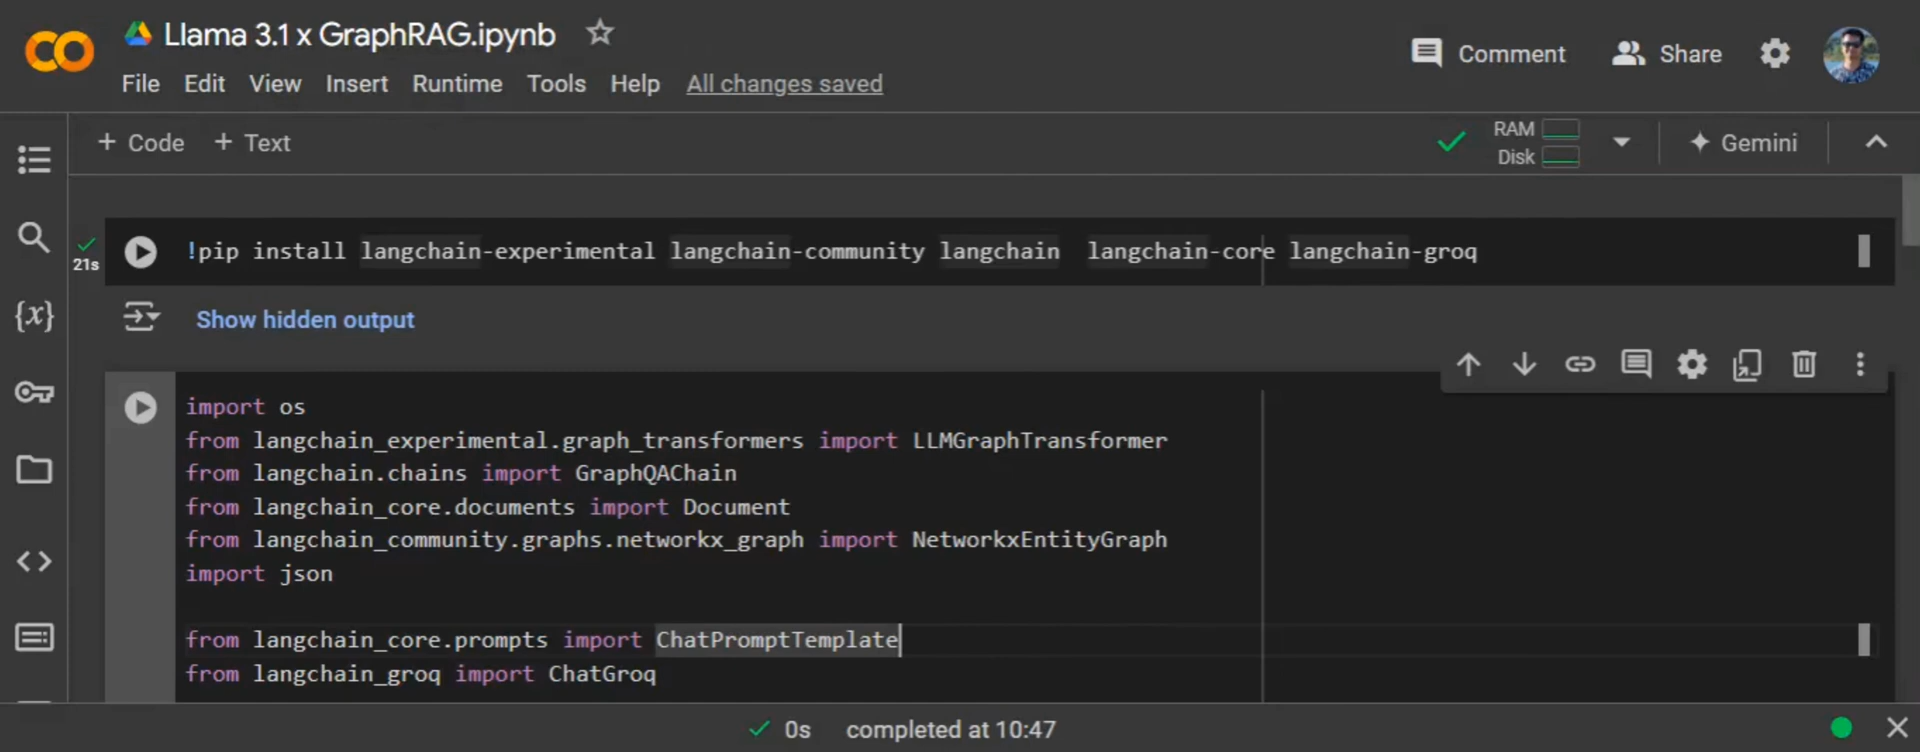 Llama 3.1 x GraphRAG.ipynb
Comment
Share
File Edit View Insert Runtime Tools Help All changes saved
+ Code + Text
RAM
Disk
Gemini
21s
!pip install langchain-experimental langchain-community langchain  langchain-core langchain-groq
Show hidden output
{x}
import os
from langchain_experimental.graph_transformers import LLMGraphTransformer
from langchain.chains import GraphQAChain
from langchain_core.documents import Document
from langchain_community.graphs.networkx_graph import NetworkxEntityGraph
import json
from langchain_core.prompts import ChatPromptTemplate
from langchain_groq import ChatGroq
0s completed at 10:47